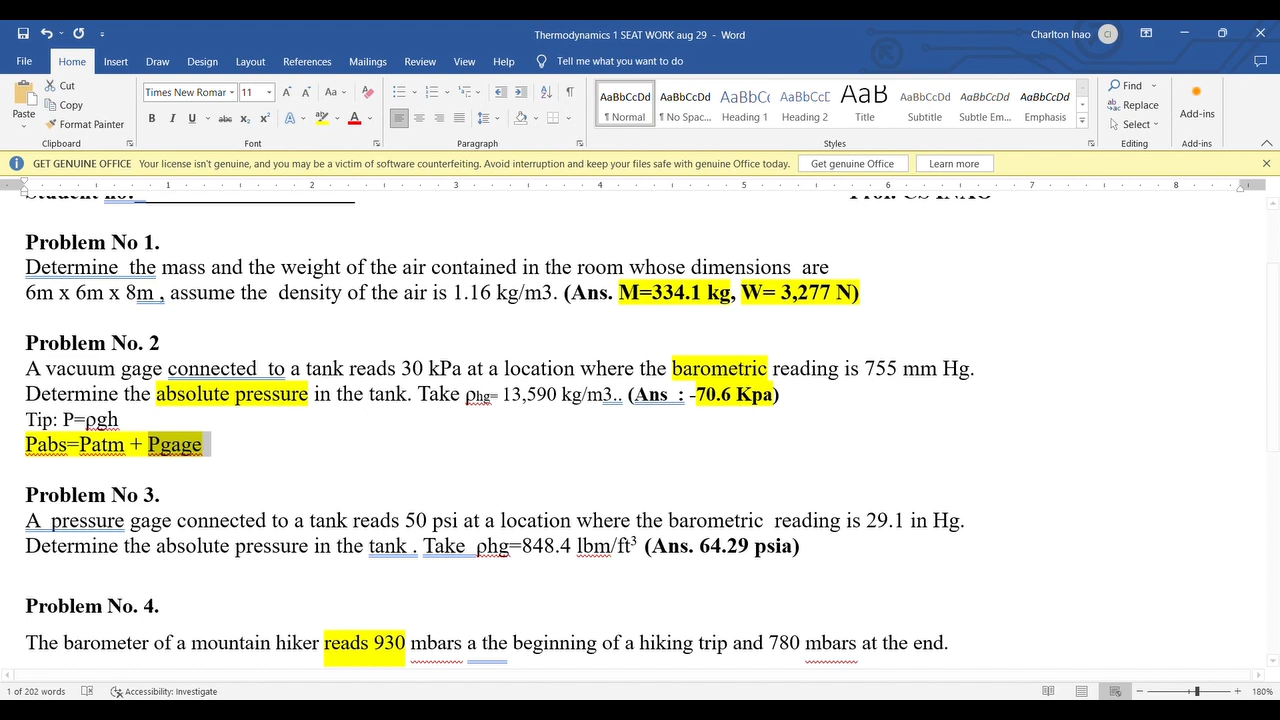 Thermodynamics 1 SEAT WORK aug 29 - Word
Charlton Inao
CI
File Home Insert Draw Design Layout References Mailings Review View Help Tell me what you want to do
Paste
Cut
Copy
Format Painter
Clipboard
Times New Romar 11
Font
Paragraph
AaBbCcDd AaBbCcDd AaBbCc AaBbCcD AaB AaBbCcDd AaBbCcDd AaBbCcDd
¶ Normal ¶ No Spac... Heading 1 Heading 2 Title Subtitle Subtle Em... Emphasis
Styles
Find
Replace
Select
Editing
Add-ins
Add-ins
GET GENUINE OFFICE Your license isn't genuine, and you may be a victim of software counterfeiting. Avoid interruption and keep your files safe with genuine Office today. Get genuine Office Learn more
1 2 3 4 5 6 7 8
Problem No 1.
Determine the mass and the weight of the air contained in the room whose dimensions are
6m x 6m x 8m , assume the density of the air is 1.16 kg/m3. (Ans. M=334.1 kg, W= 3,277 N)
Problem No. 2
A vacuum gage connected to a tank reads 30 kPa at a location where the barometric reading is 755 mm Hg.
Determine the absolute pressure in the tank. Take ρhg= 13,590 kg/m3.. (Ans : -70.6 Kpa)
Tip: P=ρgh
Pabs=Patm + Pgage
Problem No 3.
A pressure gage connected to a tank reads 50 psi at a location where the barometric reading is 29.1 in Hg.
Determine the absolute pressure in the tank . Take ρhg=848.4 lbm/ft³ (Ans. 64.29 psia)
Problem No. 4.
The barometer of a mountain hiker reads 930 mbars a the beginning of a hiking trip and 780 mbars at the end.
1 of 202 words Accessibility: Investigate 180%